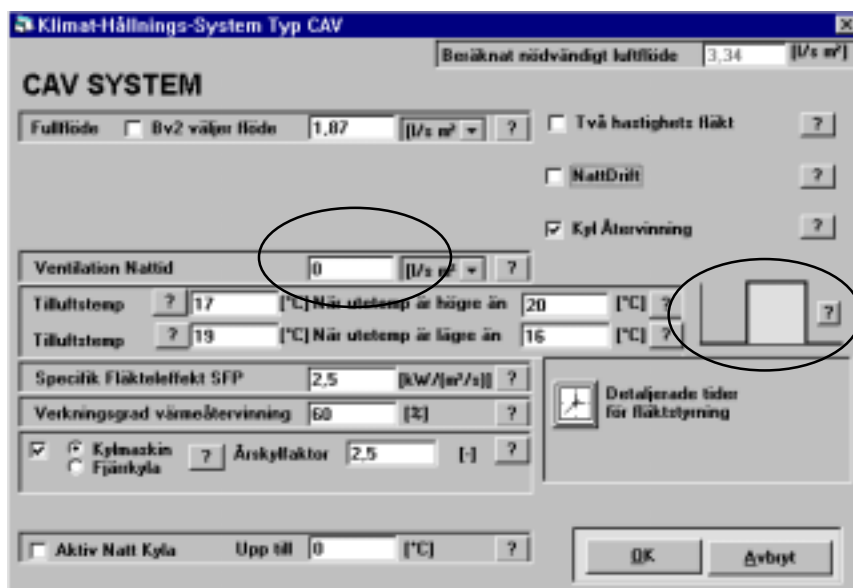 Klimat-Hållnings-System Typ CAV
Beräknat nödvändigt luftflöde 3,34 [l/s m²]
CAV SYSTEM
Fullflöde Bv2 väljer flöde 1,87 [l/s m² ?
Två hastighets fläkt ?
NattDrift ?
Kyl Återvinning ?
Ventilation Nattid 0 [l/s m² ?
Tilluftstemp ? 17 [°C] När utetemp är högre än 20 [°C] ?
Tilluftstemp ? 19 [°C] När utetemp är lägre än 16 [°C] ?
?
Specifik Fläkteleffekt SFP 2,5 [kW/(m³/s)] ?
Verkningsgrad värmeåtervinning 60 [%] ?
Detaljerade tider
för fläktstyrning
Kylmaskin
Fjärrkyla ? Årskylfaktor 2,5 [-] ?
Aktiv Natt Kyla Upp till 0 [°C] ?
OK Avbryt